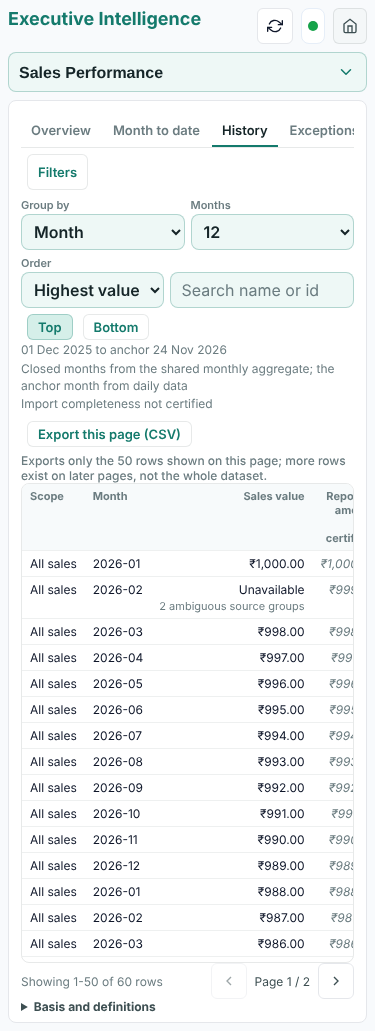 Executive Intelligence
Sales Performance
Overview Month to date History Exceptions
Filters
Group by Months
Month 12
Order
Highest value Search name or id
Top Bottom
01 Dec 2025 to anchor 24 Nov 2026
Closed months from the shared monthly aggregate; the
anchor month from daily data
Import completeness not certified
Export this page (CSV)
Exports only the 50 rows shown on this page; more rows
exist on later pages, not the whole dataset.
Scope Month Sales value
All sales 2026-01 ₹1,000.00
All sales 2026-02 Unavailable
2 ambiguous source groups
All sales 2026-03 ₹998.00
All sales 2026-04 ₹997.00
All sales 2026-05 ₹996.00
All sales 2026-06 ₹995.00
All sales 2026-07 ₹994.00
All sales 2026-08 ₹993.00
All sales 2026-09 ₹992.00
All sales 2026-10 ₹991.00
All sales 2026-11 ₹990.00
All sales 2026-12 ₹989.00
All sales 2026-01 ₹988.00
All sales 2026-02 ₹987.00
All sales 2026-03 ₹986.00
Showing 1-50 of 60 rows Page 1 / 2
Basis and definitions